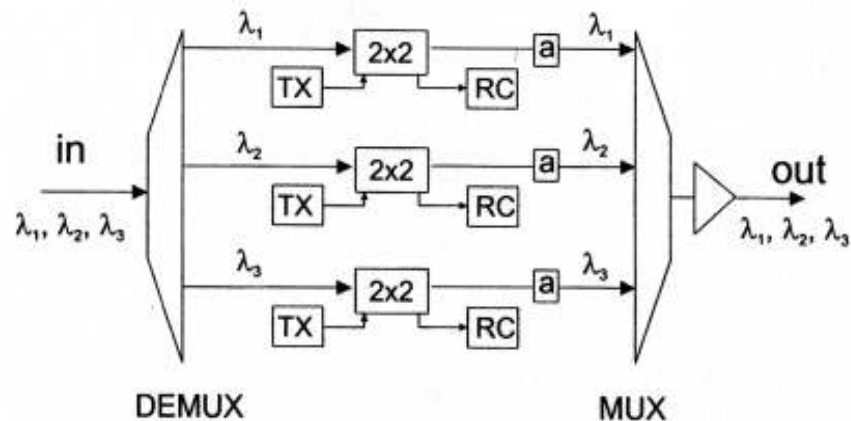 λ1 2x2 a λ1
TX RC
in λ2 2x2 a λ2 out
λ1, λ2, λ3 TX RC λ1, λ2, λ3
λ3 2x2 a λ3
TX RC
DEMUX MUX